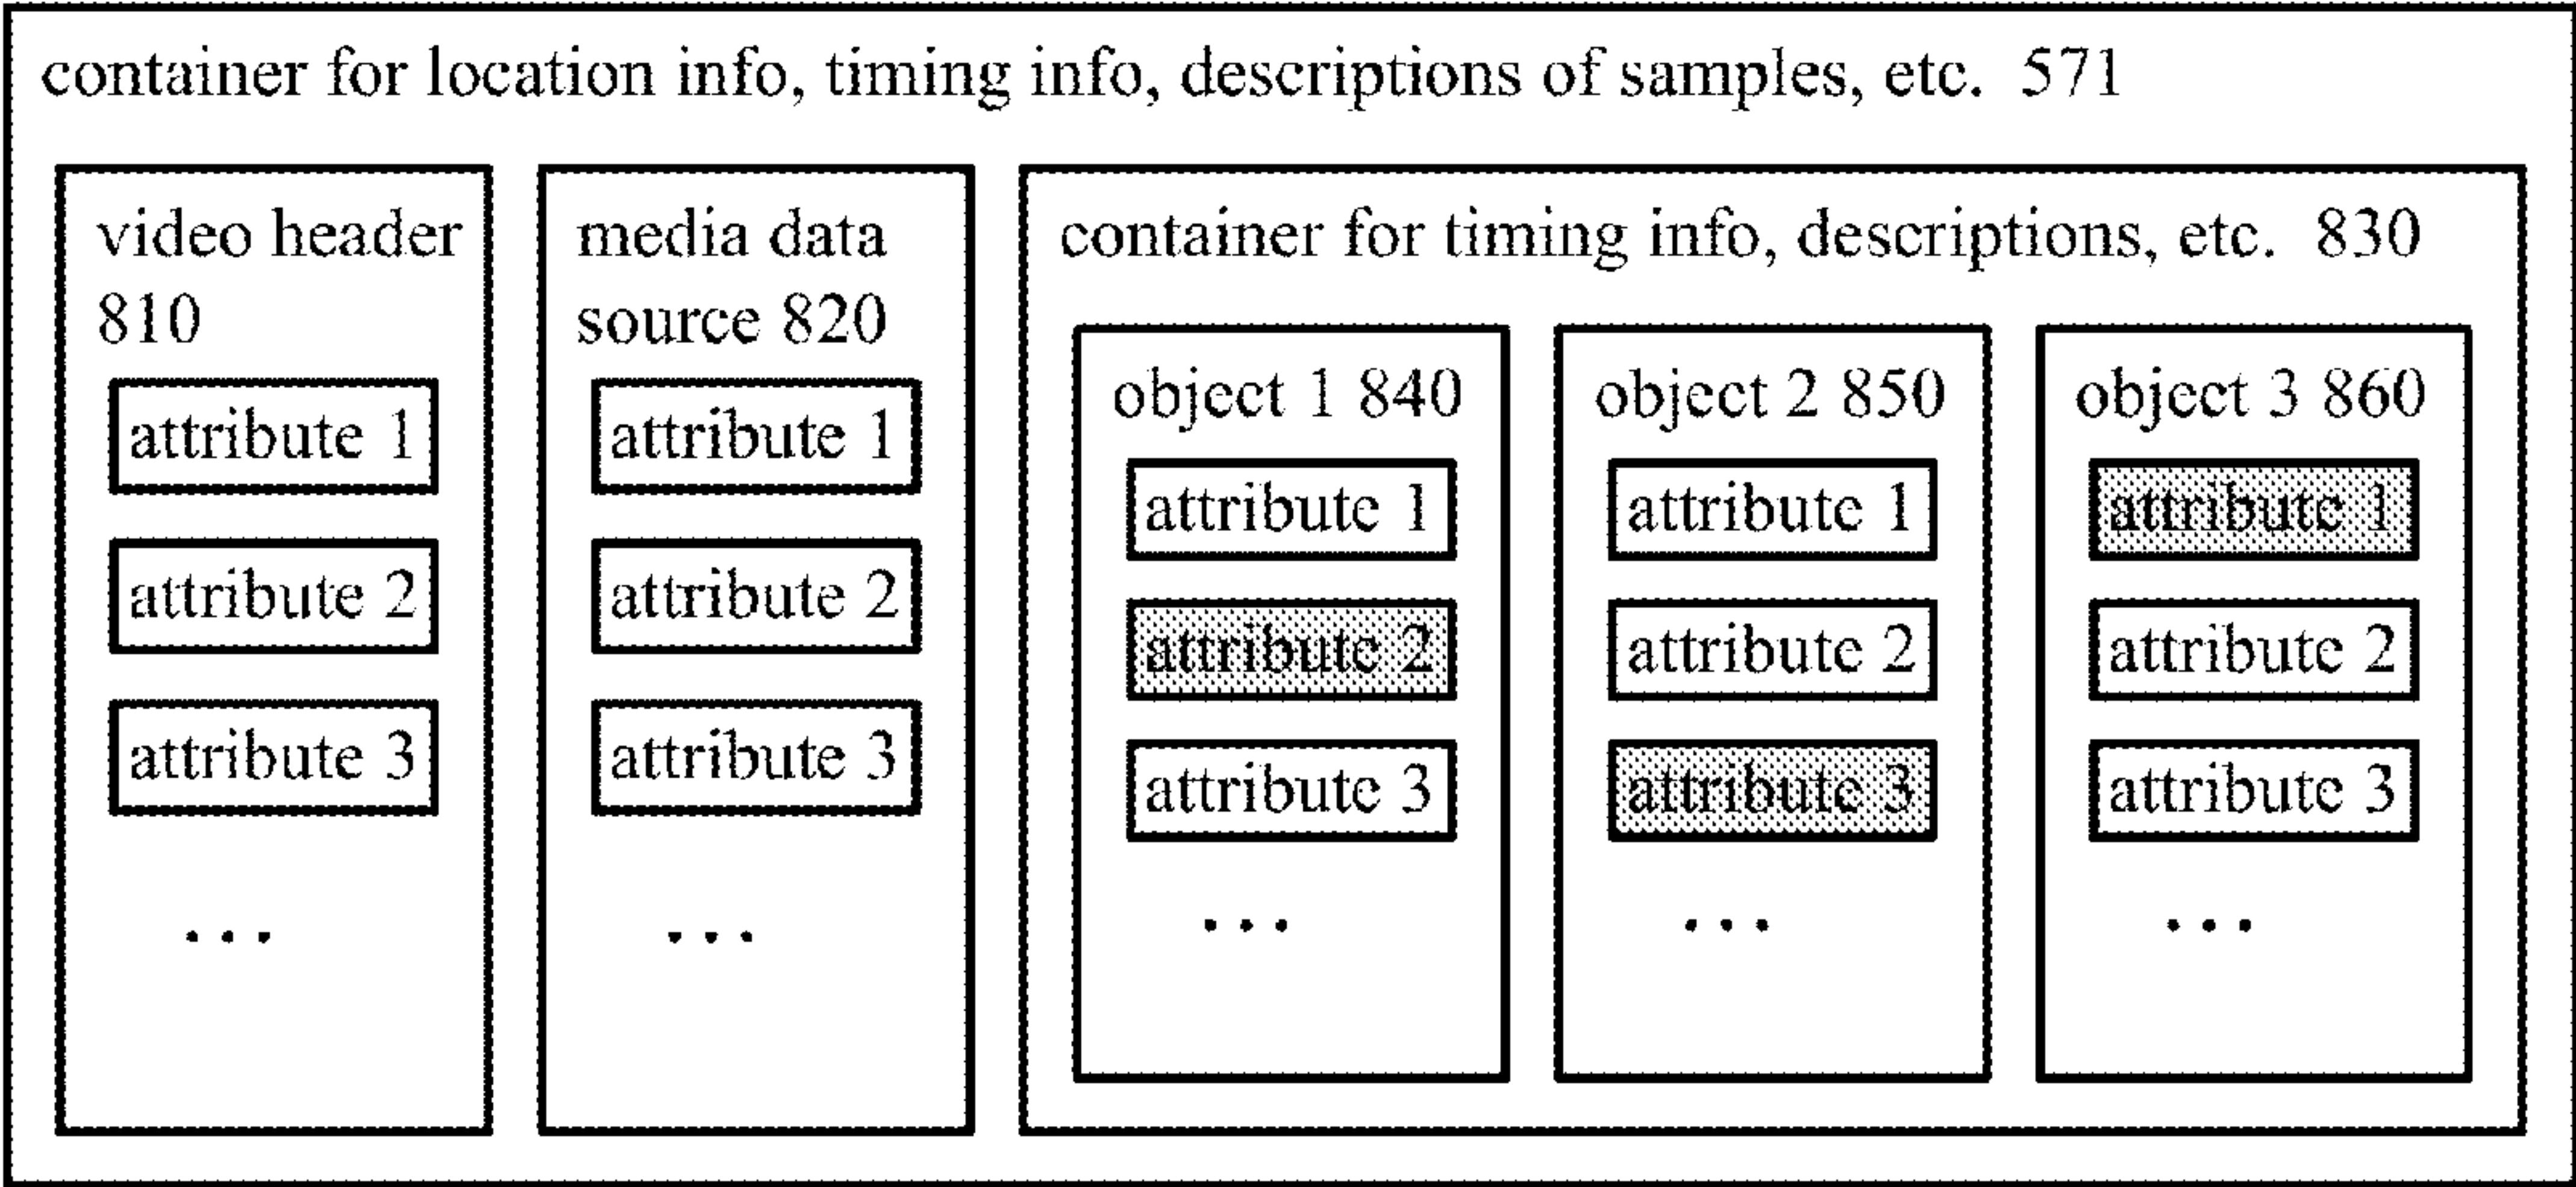 container for location info, timing info, descriptions of samples, etc. 571
video header
810
attribute 1
attribute 2
attribute 3
...
media data
source 820
attribute 1
attribute 2
attribute 3
...
container for timing info, descriptions, etc. 830
object 1 840
attribute 1
attribute 2
attribute 3
...
object 2 850
attribute 1
attribute 2
attribute 3
...
object 3 860
attribute 1
attribute 2
attribute 3
...